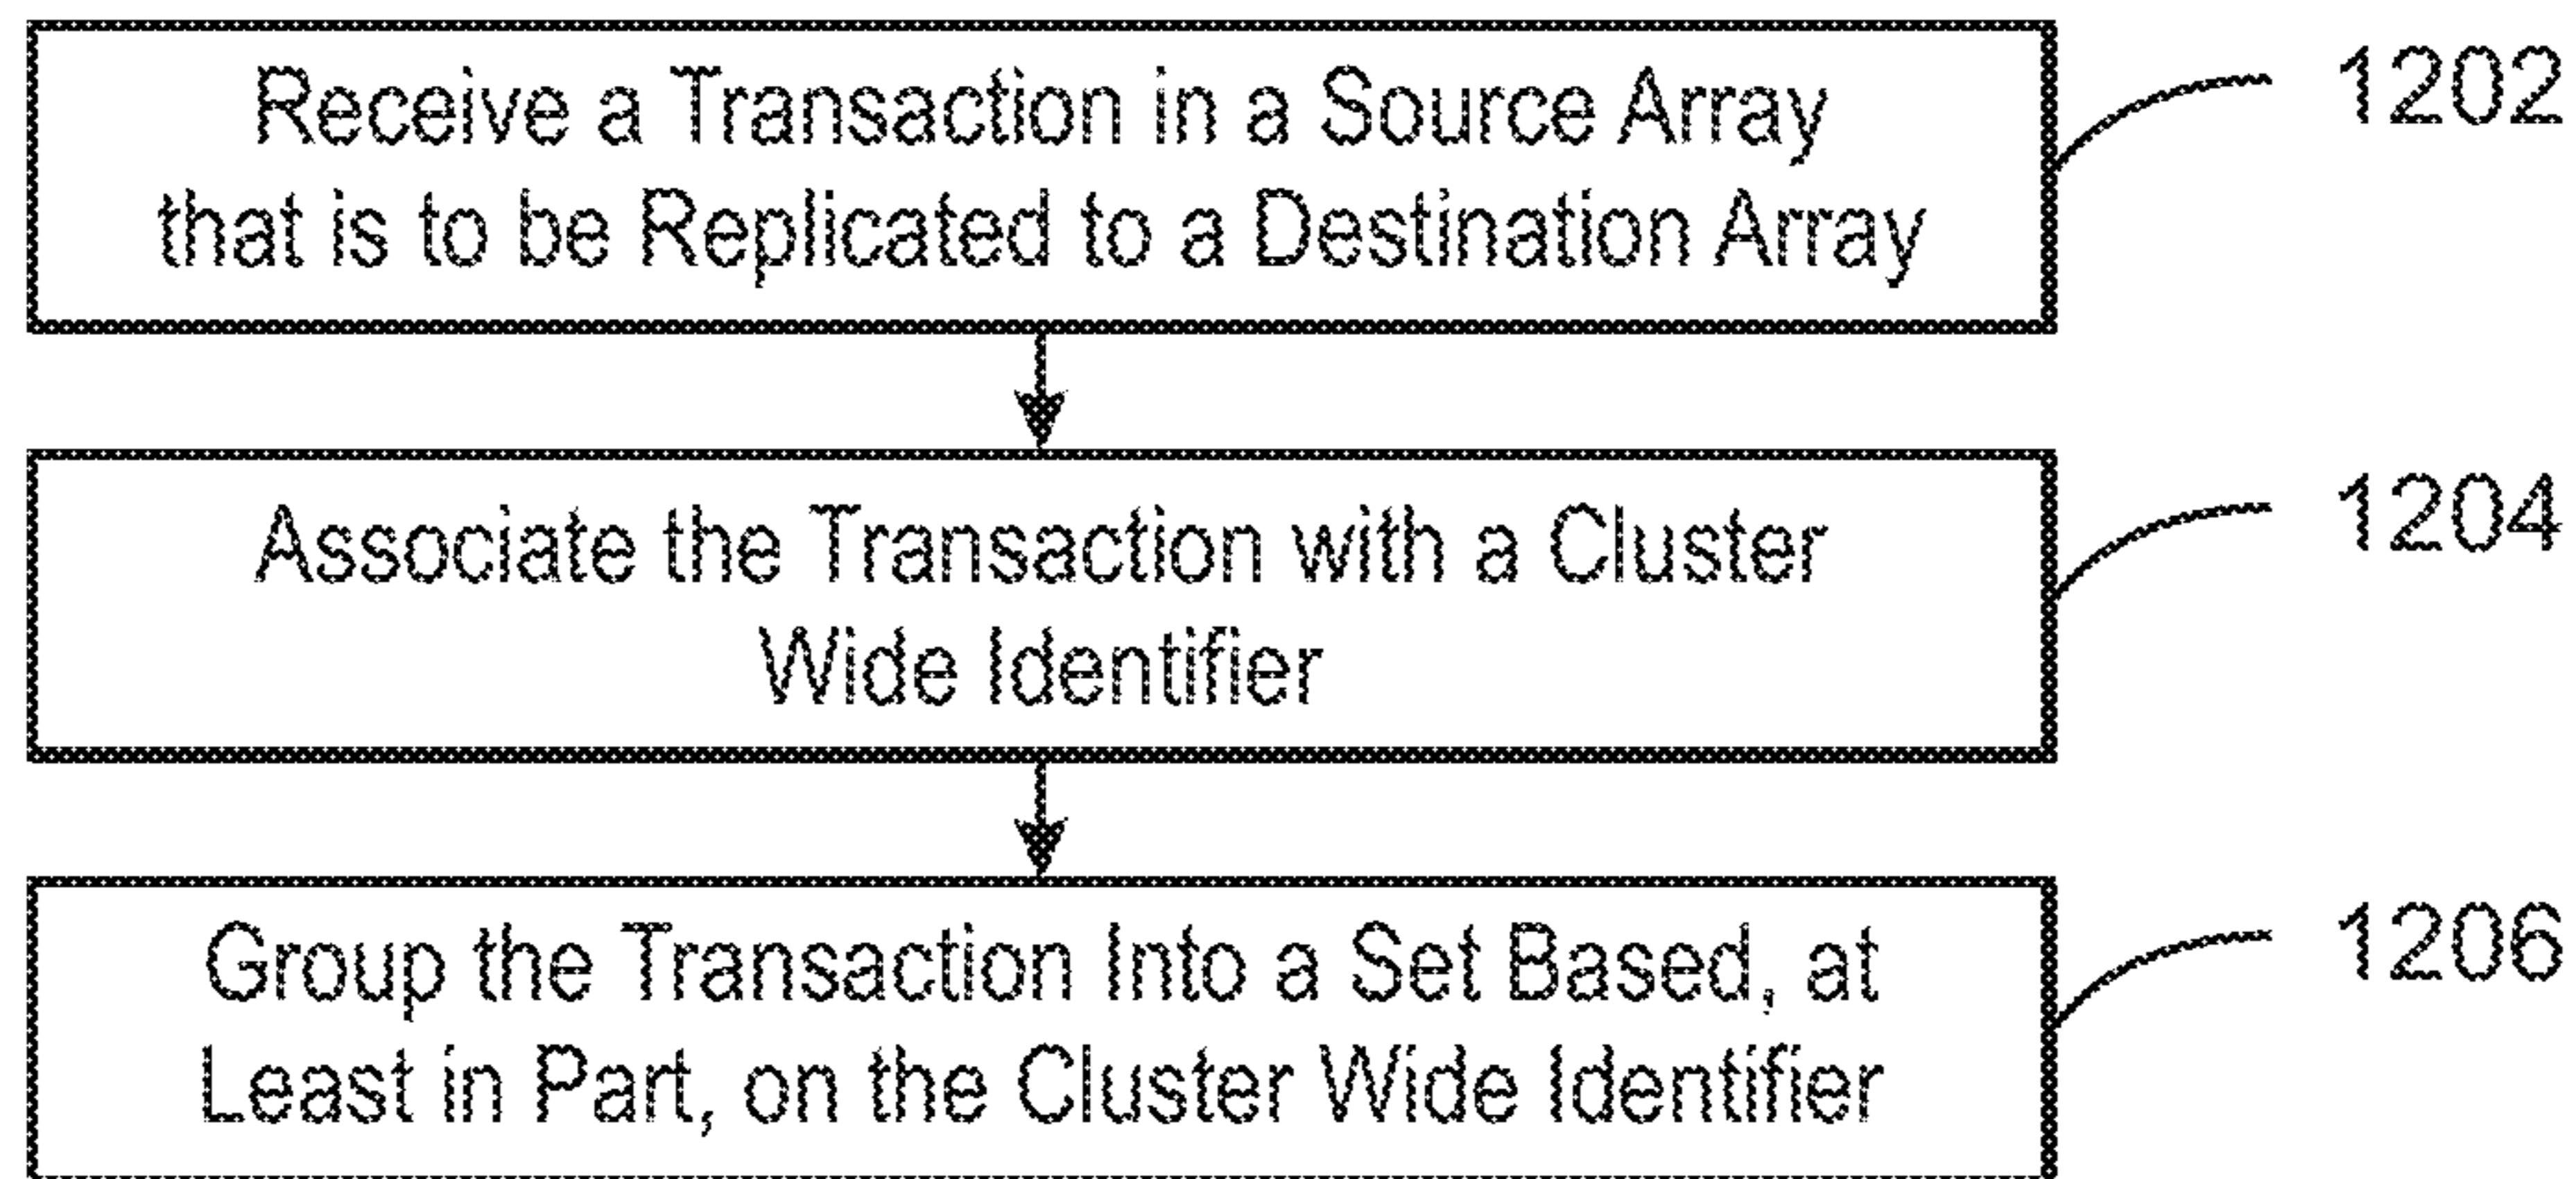 Receive a Transaction in a Source Array
that is to be Replicated to a Destination Array
1202
Associate the Transaction with a Cluster
Wide Identifier
1204
Group the Transaction Into a Set Based, at
Least in Part, on the Cluster Wide Identifier
1206